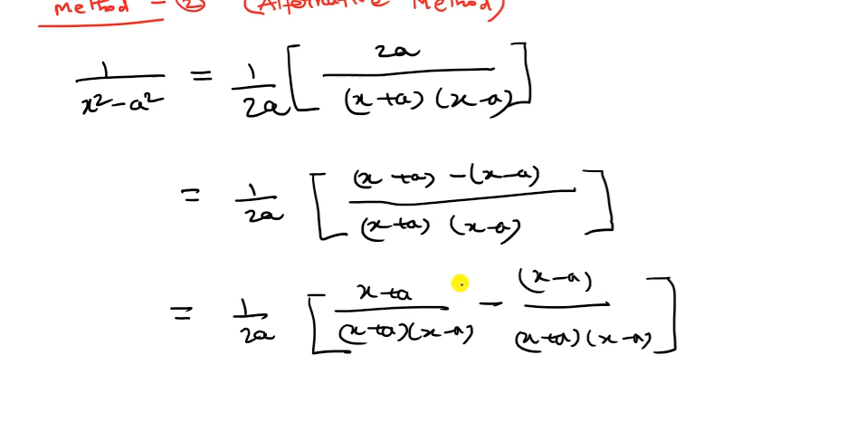 Method - ② (Alternative Method)
1/(x²-a²) = 1/2a [ 2a/((x+a)(x-a)) ]
= 1/2a [ ((x+a)-(x-a))/((x+a)(x-a)) ]
= 1/2a [ (x+a)/((x+a)(x-a)) - (x-a)/((x+a)(x-a)) ]